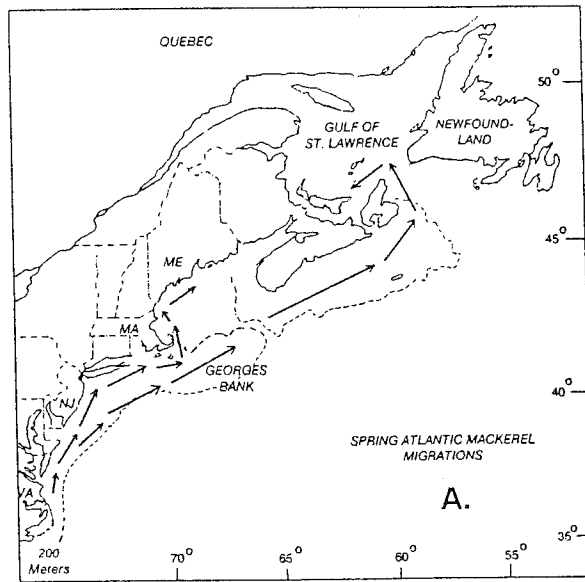 QUEBEC
50°
GULF OF
ST. LAWRENCE
NEWFOUND-
LAND
45°
ME
MA
GEORGES
BANK
40°
NJ
SPRING ATLANTIC MACKEREL
MIGRATIONS
VA
A.
35°
200
Meters
70°
65°
60°
55°